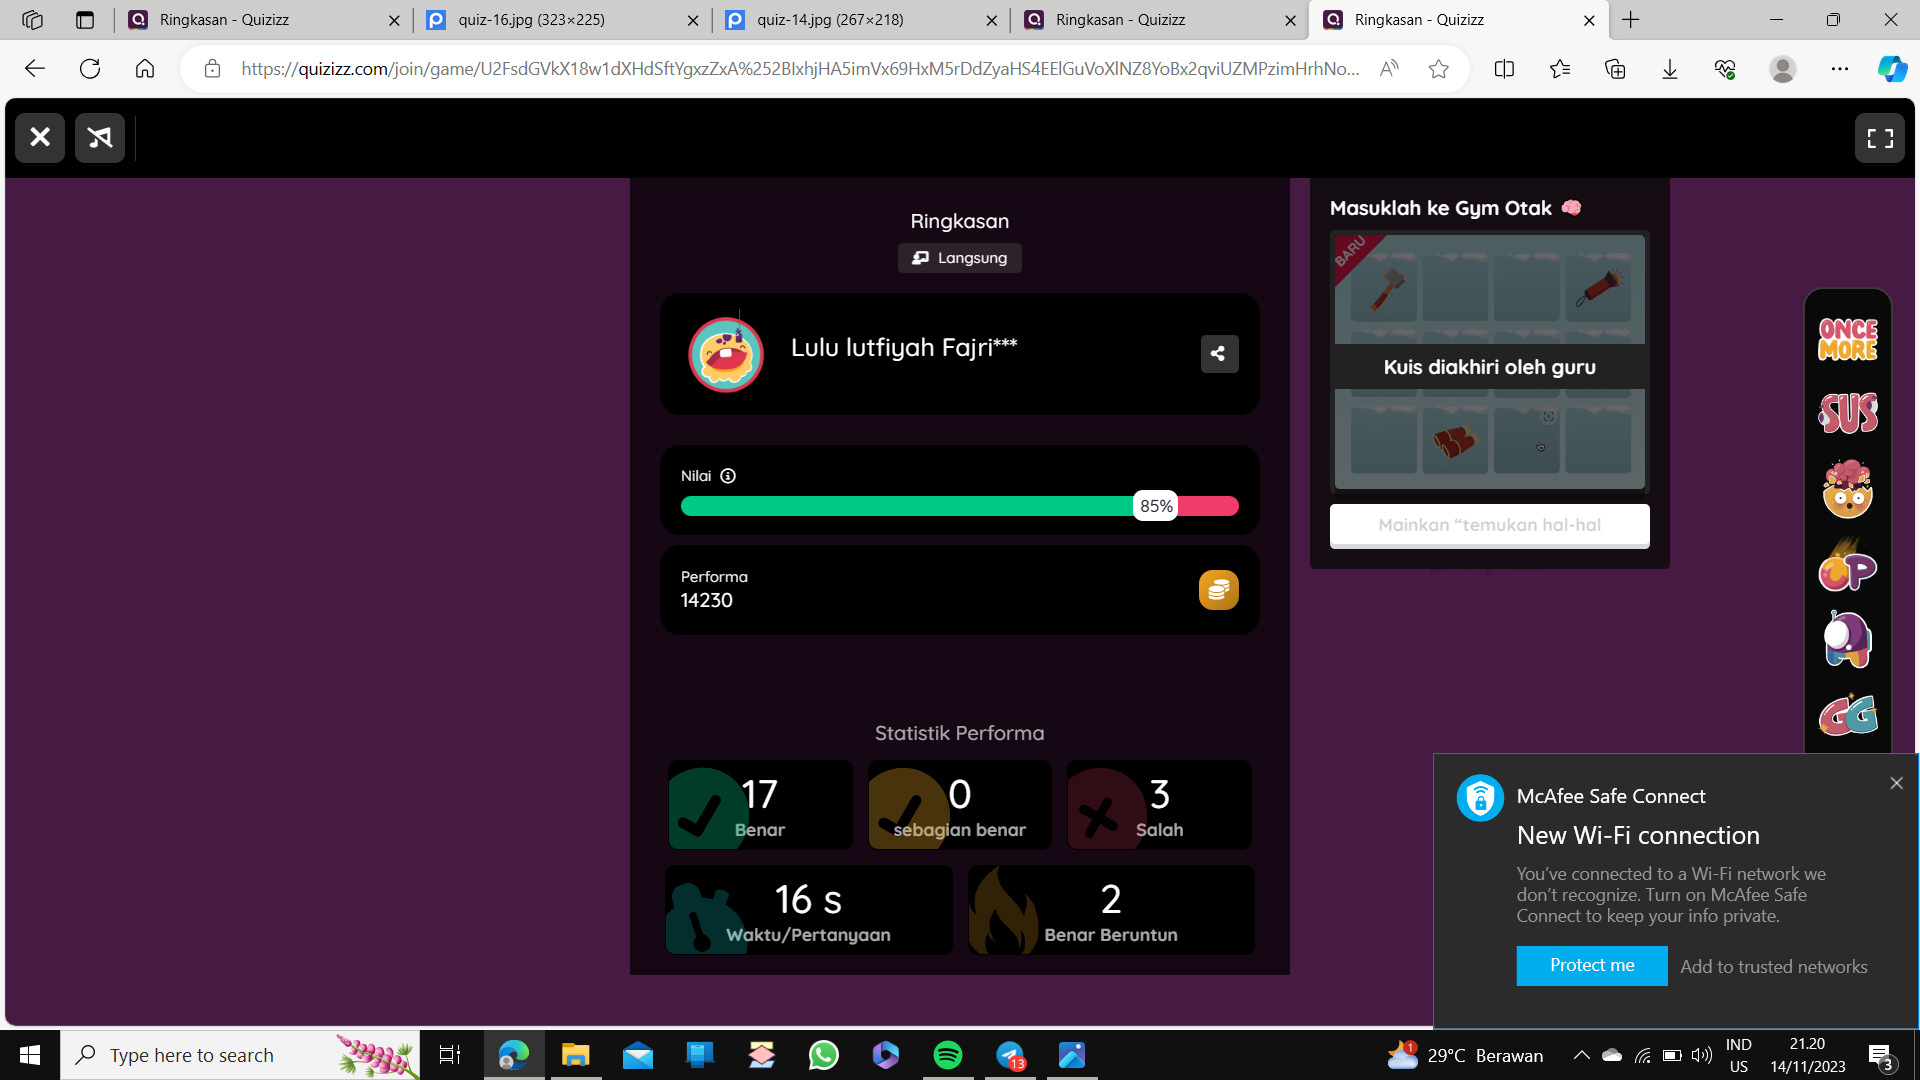 Ringkasan - Quizizz
quiz-16.jpg (323×225)
quiz-14.jpg (267×218)
Ringkasan - Quizizz
Ringkasan - Quizizz
https://quizizz.com/join/game/U2FsdGVkX18w1dXHdSftYgxzZxA%252BIxhjHA5imVx69HxM5rDdZyaHS4EElGuVoXlNZ8YoBx2qviUZMPzimHrhNo...
Ringkasan
Langsung
Lulu lutfiyah Fajri***
Nilai
85%
Performa
14230
Statistik Performa
17
Benar
0
sebagian benar
3
Salah
16 s
Waktu/Pertanyaan
2
Benar Beruntun
Masuklah ke Gym Otak
BARU
Kuis diakhiri oleh guru
Mainkan “temukan hal-hal
ONCE
MORE
SUS
OP
GG
McAfee Safe Connect
New Wi-Fi connection
You’ve connected to a Wi-Fi network we
don’t recognize. Turn on McAfee Safe
Connect to keep your info private.
Protect me
Add to trusted networks
Type here to search
13
1
29°C Berawan
IND
US
21.20
14/11/2023
3